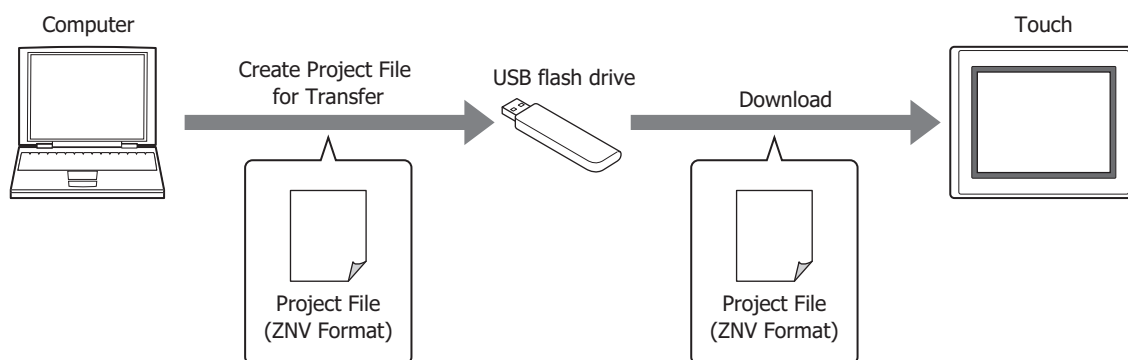 Computer
Create Project File
for Transfer
USB flash drive
Download
Touch
Project File
(ZNV Format)
Project File
(ZNV Format)